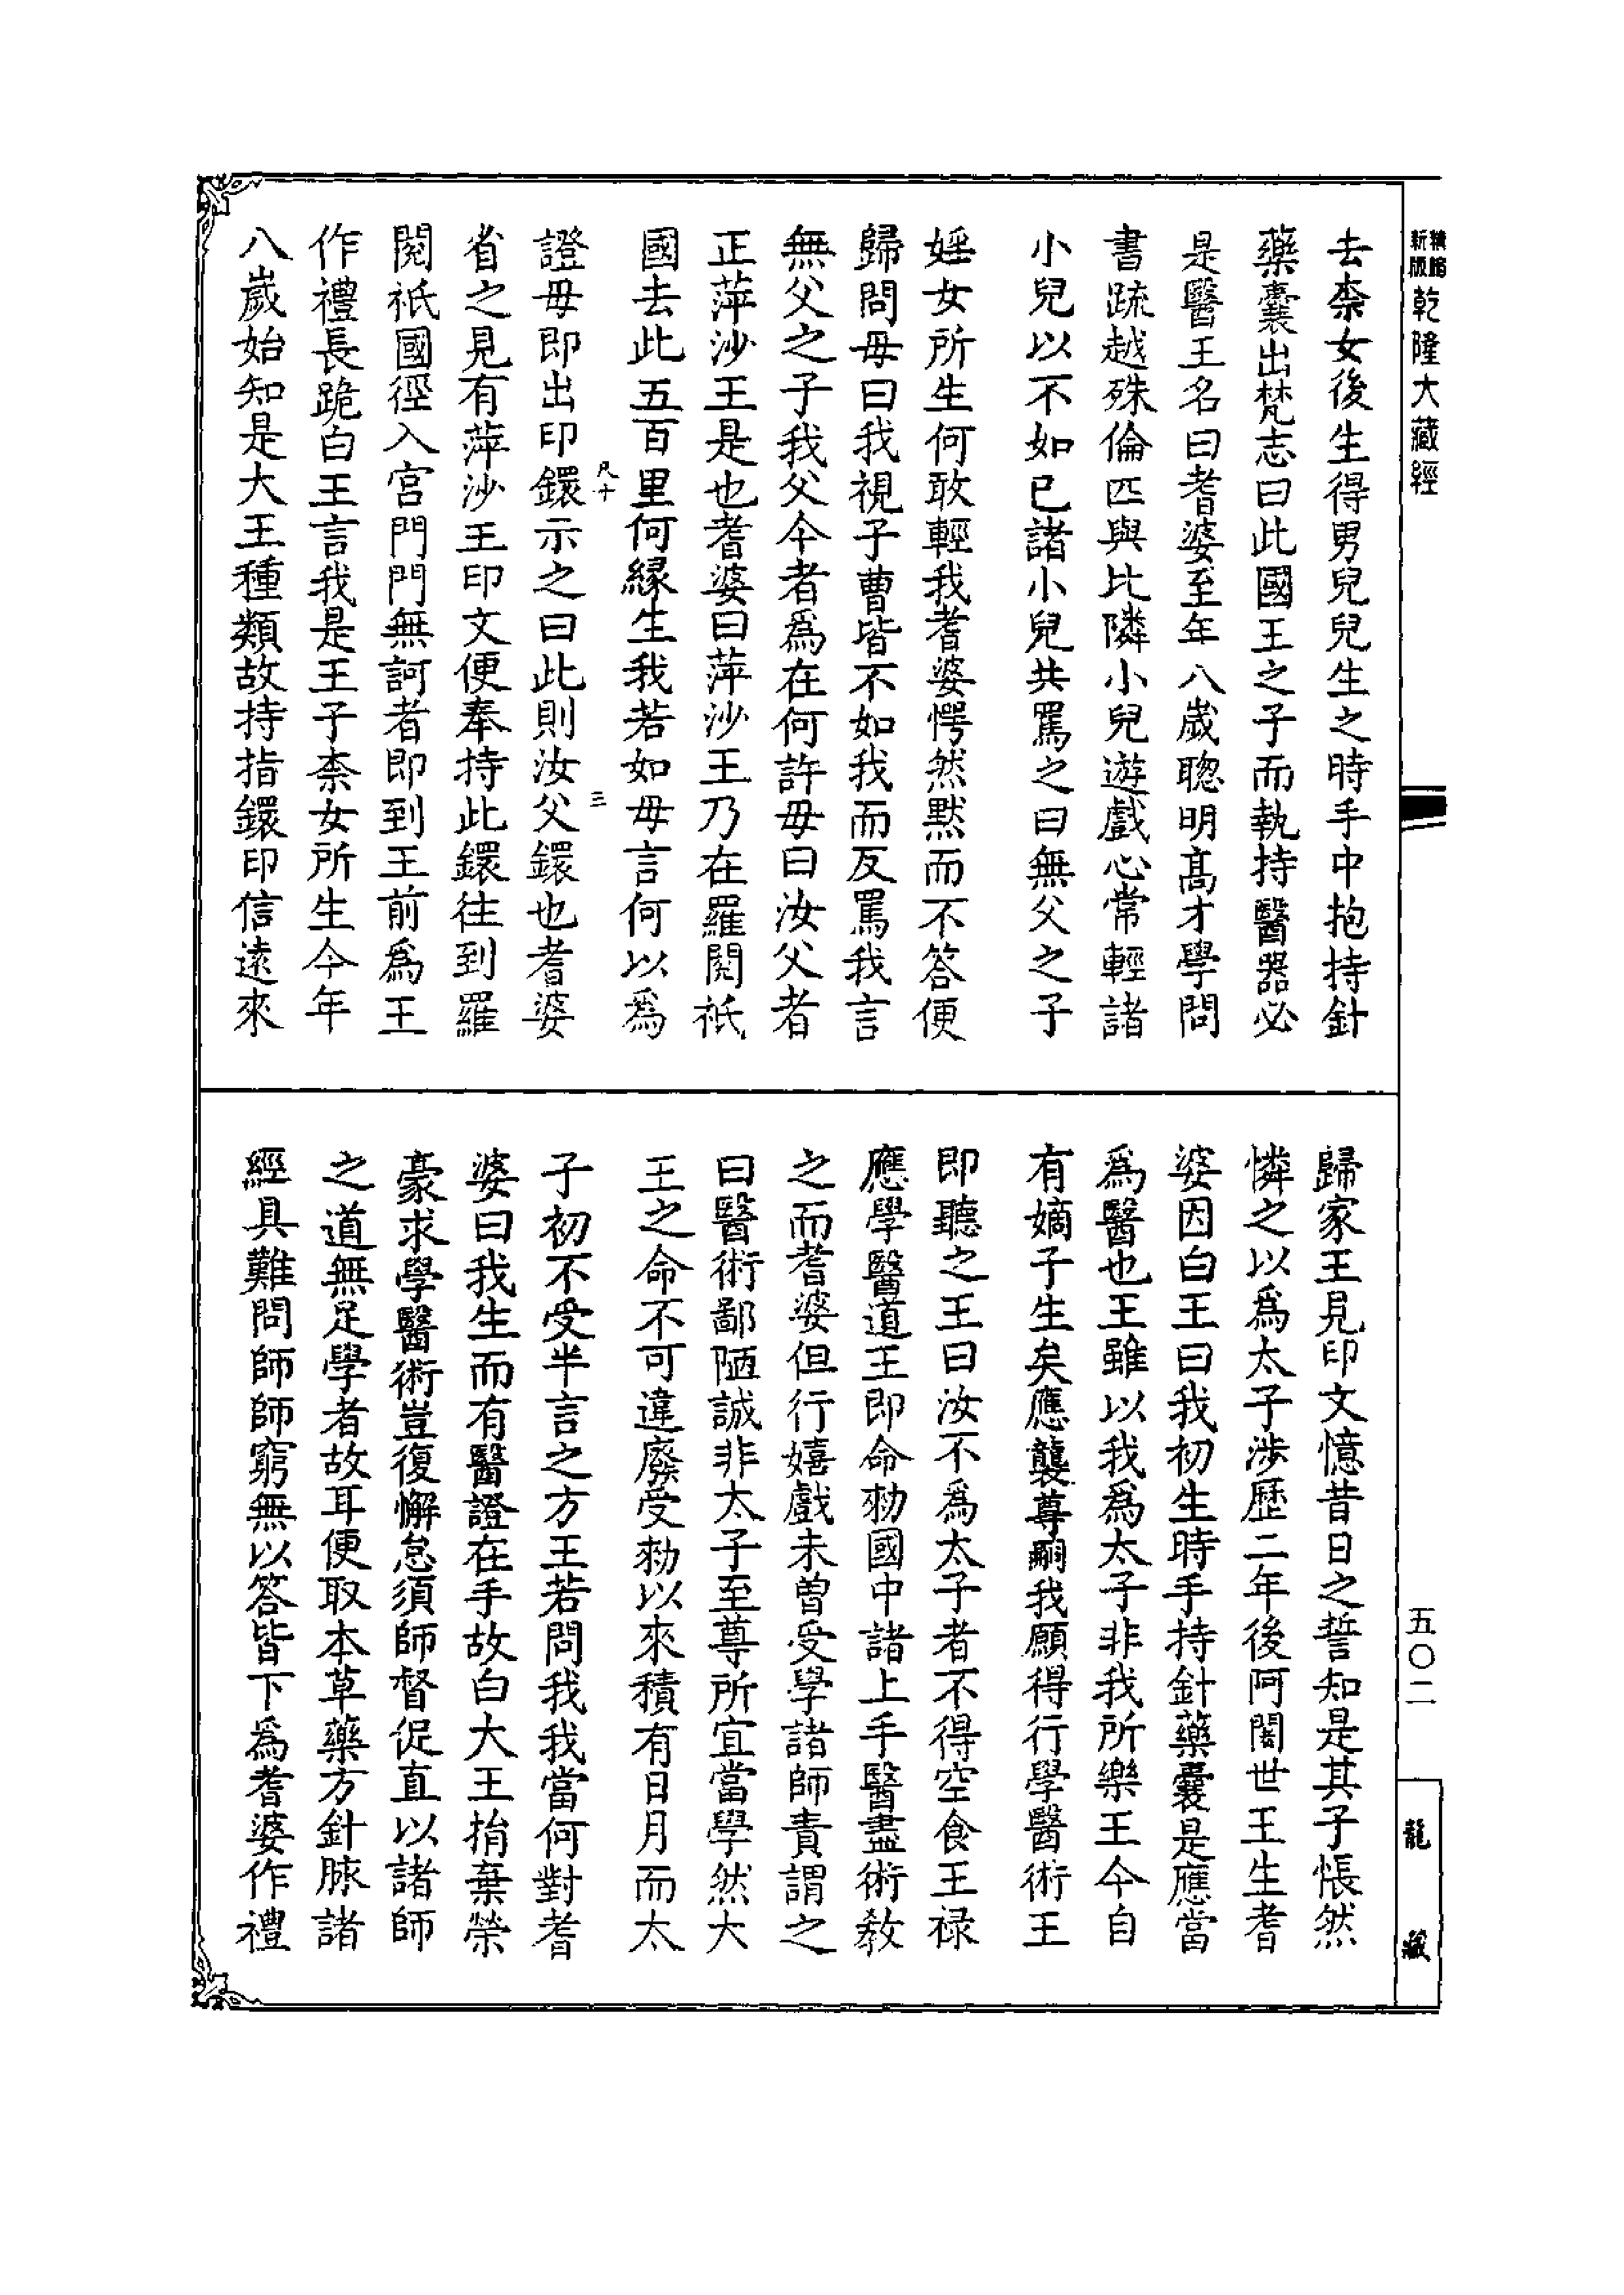 精縮
新版
乾隆大藏經
去柰女後生得男兒兒生之時手中抱持針
藥囊出梵志曰此國王之子而執持醫器必
是醫王名曰耆婆至年八歲聰明髙才學問
書疏越殊倫匹與比隣小兒遊戲心常輕諸
小兒以不如已諸小兒共罵之曰無父之子
婬女所生何敢輕我耆婆愕然黙而不答便
歸問母曰我視子曹皆不如我而反罵我言
無父之子我父今者爲在何許母曰汝父者
正萍沙王是也耆婆曰萍沙王乃在羅閱祇
國去此五百里何緣生我若如母言何以爲
尺十
三
證母即出印鐶示之曰此則汝父鐶也耆婆
省之見有萍沙王印文便奉持此鐶往到羅
閱祇國徑入宮門門無訶者即到王前爲王
作禮長跪白王言我是王子柰女所生今年
八歲始知是大王種類故持指鐶印信遠來
歸家王見印文憶昔日之誓知是其子悵然
憐之以爲太子涉歷二年後阿闍世王生耆
婆因白王曰我初生時手持針藥囊是應當
爲醫也王雖以我爲太子非我所樂王今自
有嫡子生矣應襲尊嗣我願得行學醫術王
即聽之王曰汝不爲太子者不得空食王祿
應學醫道王即命勑國中諸上手醫盡術教
之而耆婆但行嬉戲未曾受學諸師責謂之
曰醫術鄙陋誠非太子至尊所宜當學然大
王之命不可違廢受勑以來積有日月而太
子初不受半言之方王若問我我當何對耆
婆曰我生而有醫證在手故白大王捐棄榮
豪求學醫術豈復懈怠須師督促直以諸師
之道無足學者故耳便取本草藥方針脉諸
經具難問師師窮無以答皆下爲耆婆作禮
五〇二
龍藏